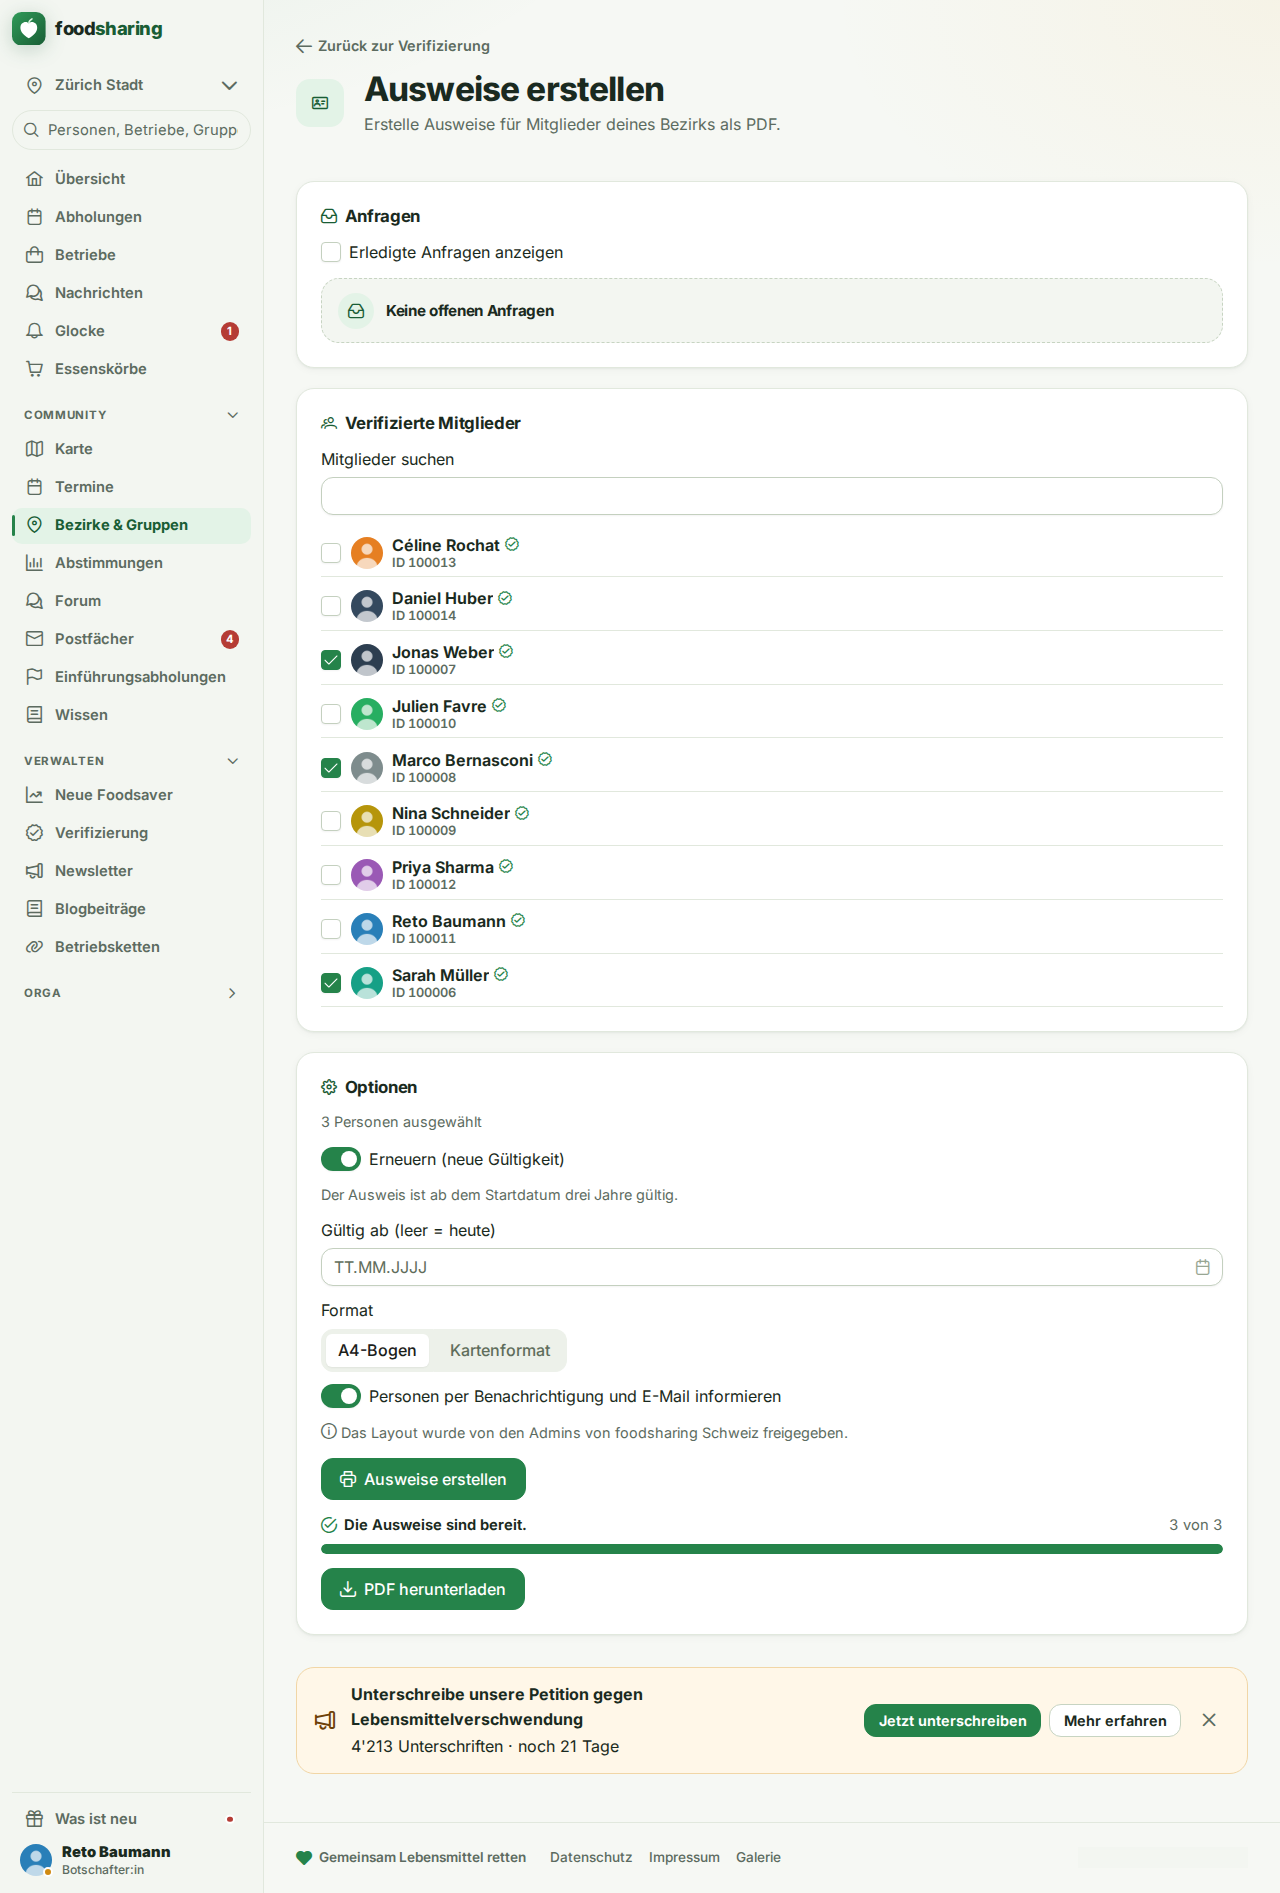 foodsharing
Zürich Stadt
Personen, Betriebe, Grupp
Übersicht
Abholungen
Betriebe
Nachrichten
Glocke 1
Essenskörbe
COMMUNITY
Karte
Termine
Bezirke & Gruppen
Abstimmungen
Forum
Postfächer 4
Einführungsabholungen
Wissen
VERWALTEN
Neue Foodsaver
Verifizierung
Newsletter
Blogbeiträge
Betriebsketten
ORGA
Was ist neu
Reto Baumann
Botschafter:in
Zurück zur Verifizierung
Ausweise erstellen
Erstelle Ausweise für Mitglieder deines Bezirks als PDF.
Anfragen
Erledigte Anfragen anzeigen
Keine offenen Anfragen
Verifizierte Mitglieder
Mitglieder suchen
Céline Rochat
ID 100013
Daniel Huber
ID 100014
Jonas Weber
ID 100007
Julien Favre
ID 100010
Marco Bernasconi
ID 100008
Nina Schneider
ID 100009
Priya Sharma
ID 100012
Reto Baumann
ID 100011
Sarah Müller
ID 100006
Optionen
3 Personen ausgewählt
Erneuern (neue Gültigkeit)
Der Ausweis ist ab dem Startdatum drei Jahre gültig.
Gültig ab (leer = heute)
TT.MM.JJJJ
Format
A4-Bogen Kartenformat
Personen per Benachrichtigung und E-Mail informieren
Das Layout wurde von den Admins von foodsharing Schweiz freigegeben.
Ausweise erstellen
Die Ausweise sind bereit. 3 von 3
PDF herunterladen
Unterschreibe unsere Petition gegen
Lebensmittelverschwendung
4'213 Unterschriften · noch 21 Tage
Jetzt unterschreiben Mehr erfahren
Gemeinsam Lebensmittel retten Datenschutz Impressum Galerie